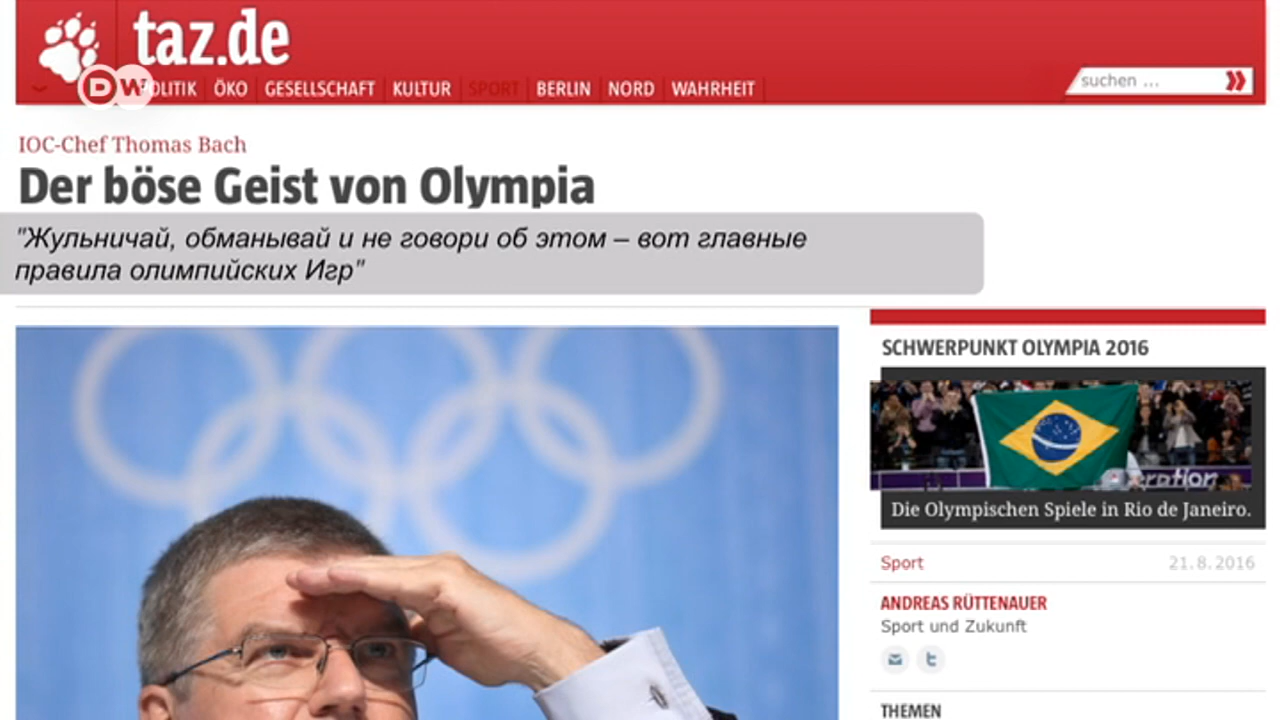 taz.de
DW
POLITIK ÖKO GESELLSCHAFT KULTUR SPORT BERLIN NORD WAHRHEIT
suchen ...
IOC-Chef Thomas Bach
Der böse Geist von Olympia
"Жульничай, обманывай и не говори об этом – вот главные
правила олимпийских Игр"
SCHWERPUNKT OLYMPIA 2016
Die Olympischen Spiele in Rio de Janeiro.
Sport 21.8.2016
ANDREAS RÜTTENAUER
Sport und Zukunft
THEMEN